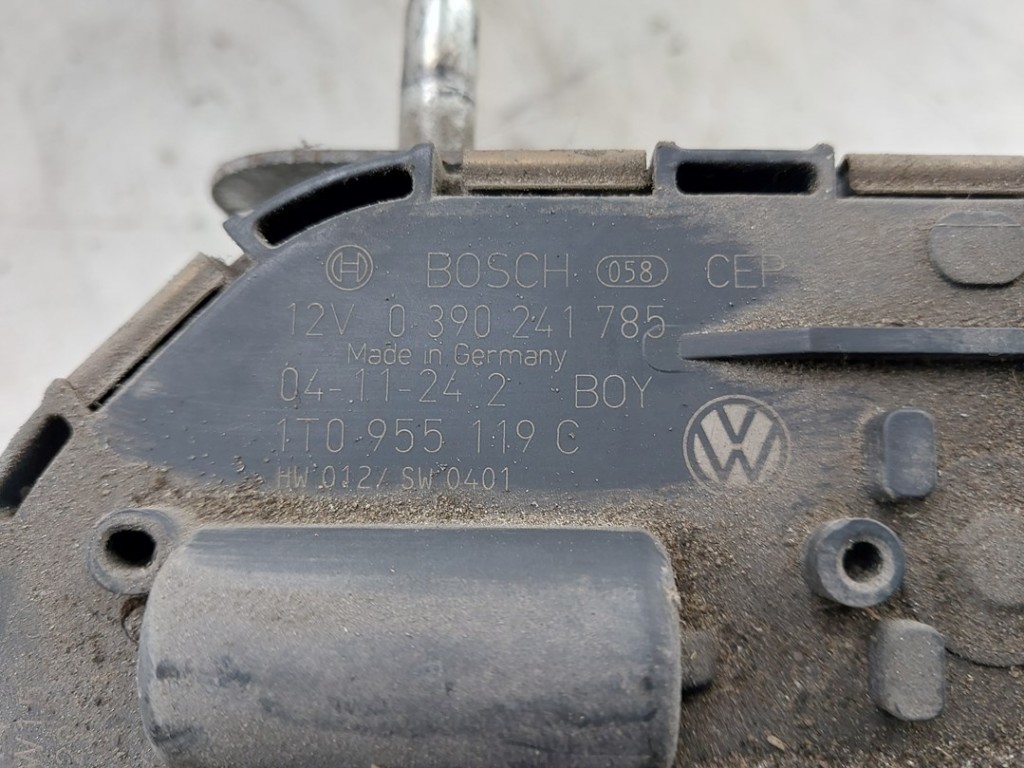 BOSCH 058 CEP
12V 0 390 241 785
Made in Germany
04-11-24 2 BOY
1T0 955 119 C
HW 012/ SW 0401